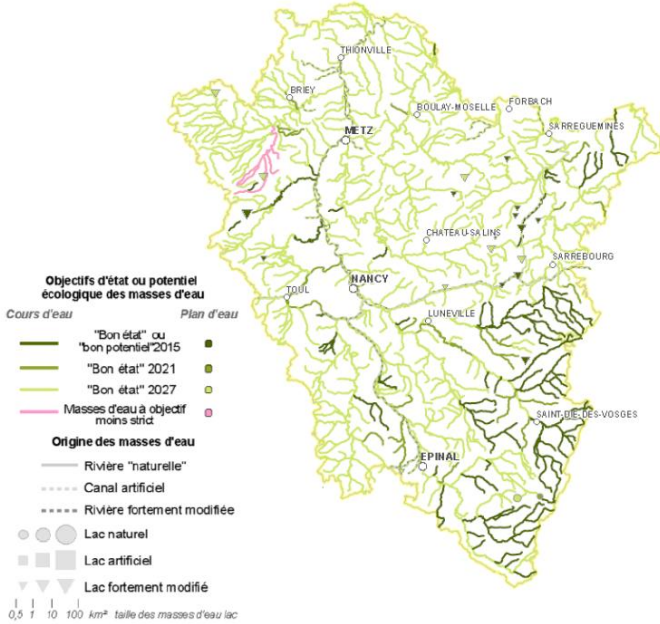 THIONVILLE
BRIEY
BOULAY-MOSELLE
FORBACH
SARREGUEMINES
METZ
CHATEAU-SALINS
SARREBOURG
NANCY
TOUL
LUNEVILLE
SAINT-DIE-DES-VOSGES
EPINAL
Objectifs d'état ou potentiel
écologique des masses d'eau
Cours d'eau Plan d'eau
"Bon état" ou
"bon potentiel"2015
"Bon état" 2021
"Bon état" 2027
Masses d'eau à objectif
moins strict
Origine des masses d'eau
Rivière "naturelle"
Canal artificiel
Rivière fortement modifiée
Lac naturel
Lac artificiel
Lac fortement modifié
0,5 1 10 100 km² taille des masses d'eau lac